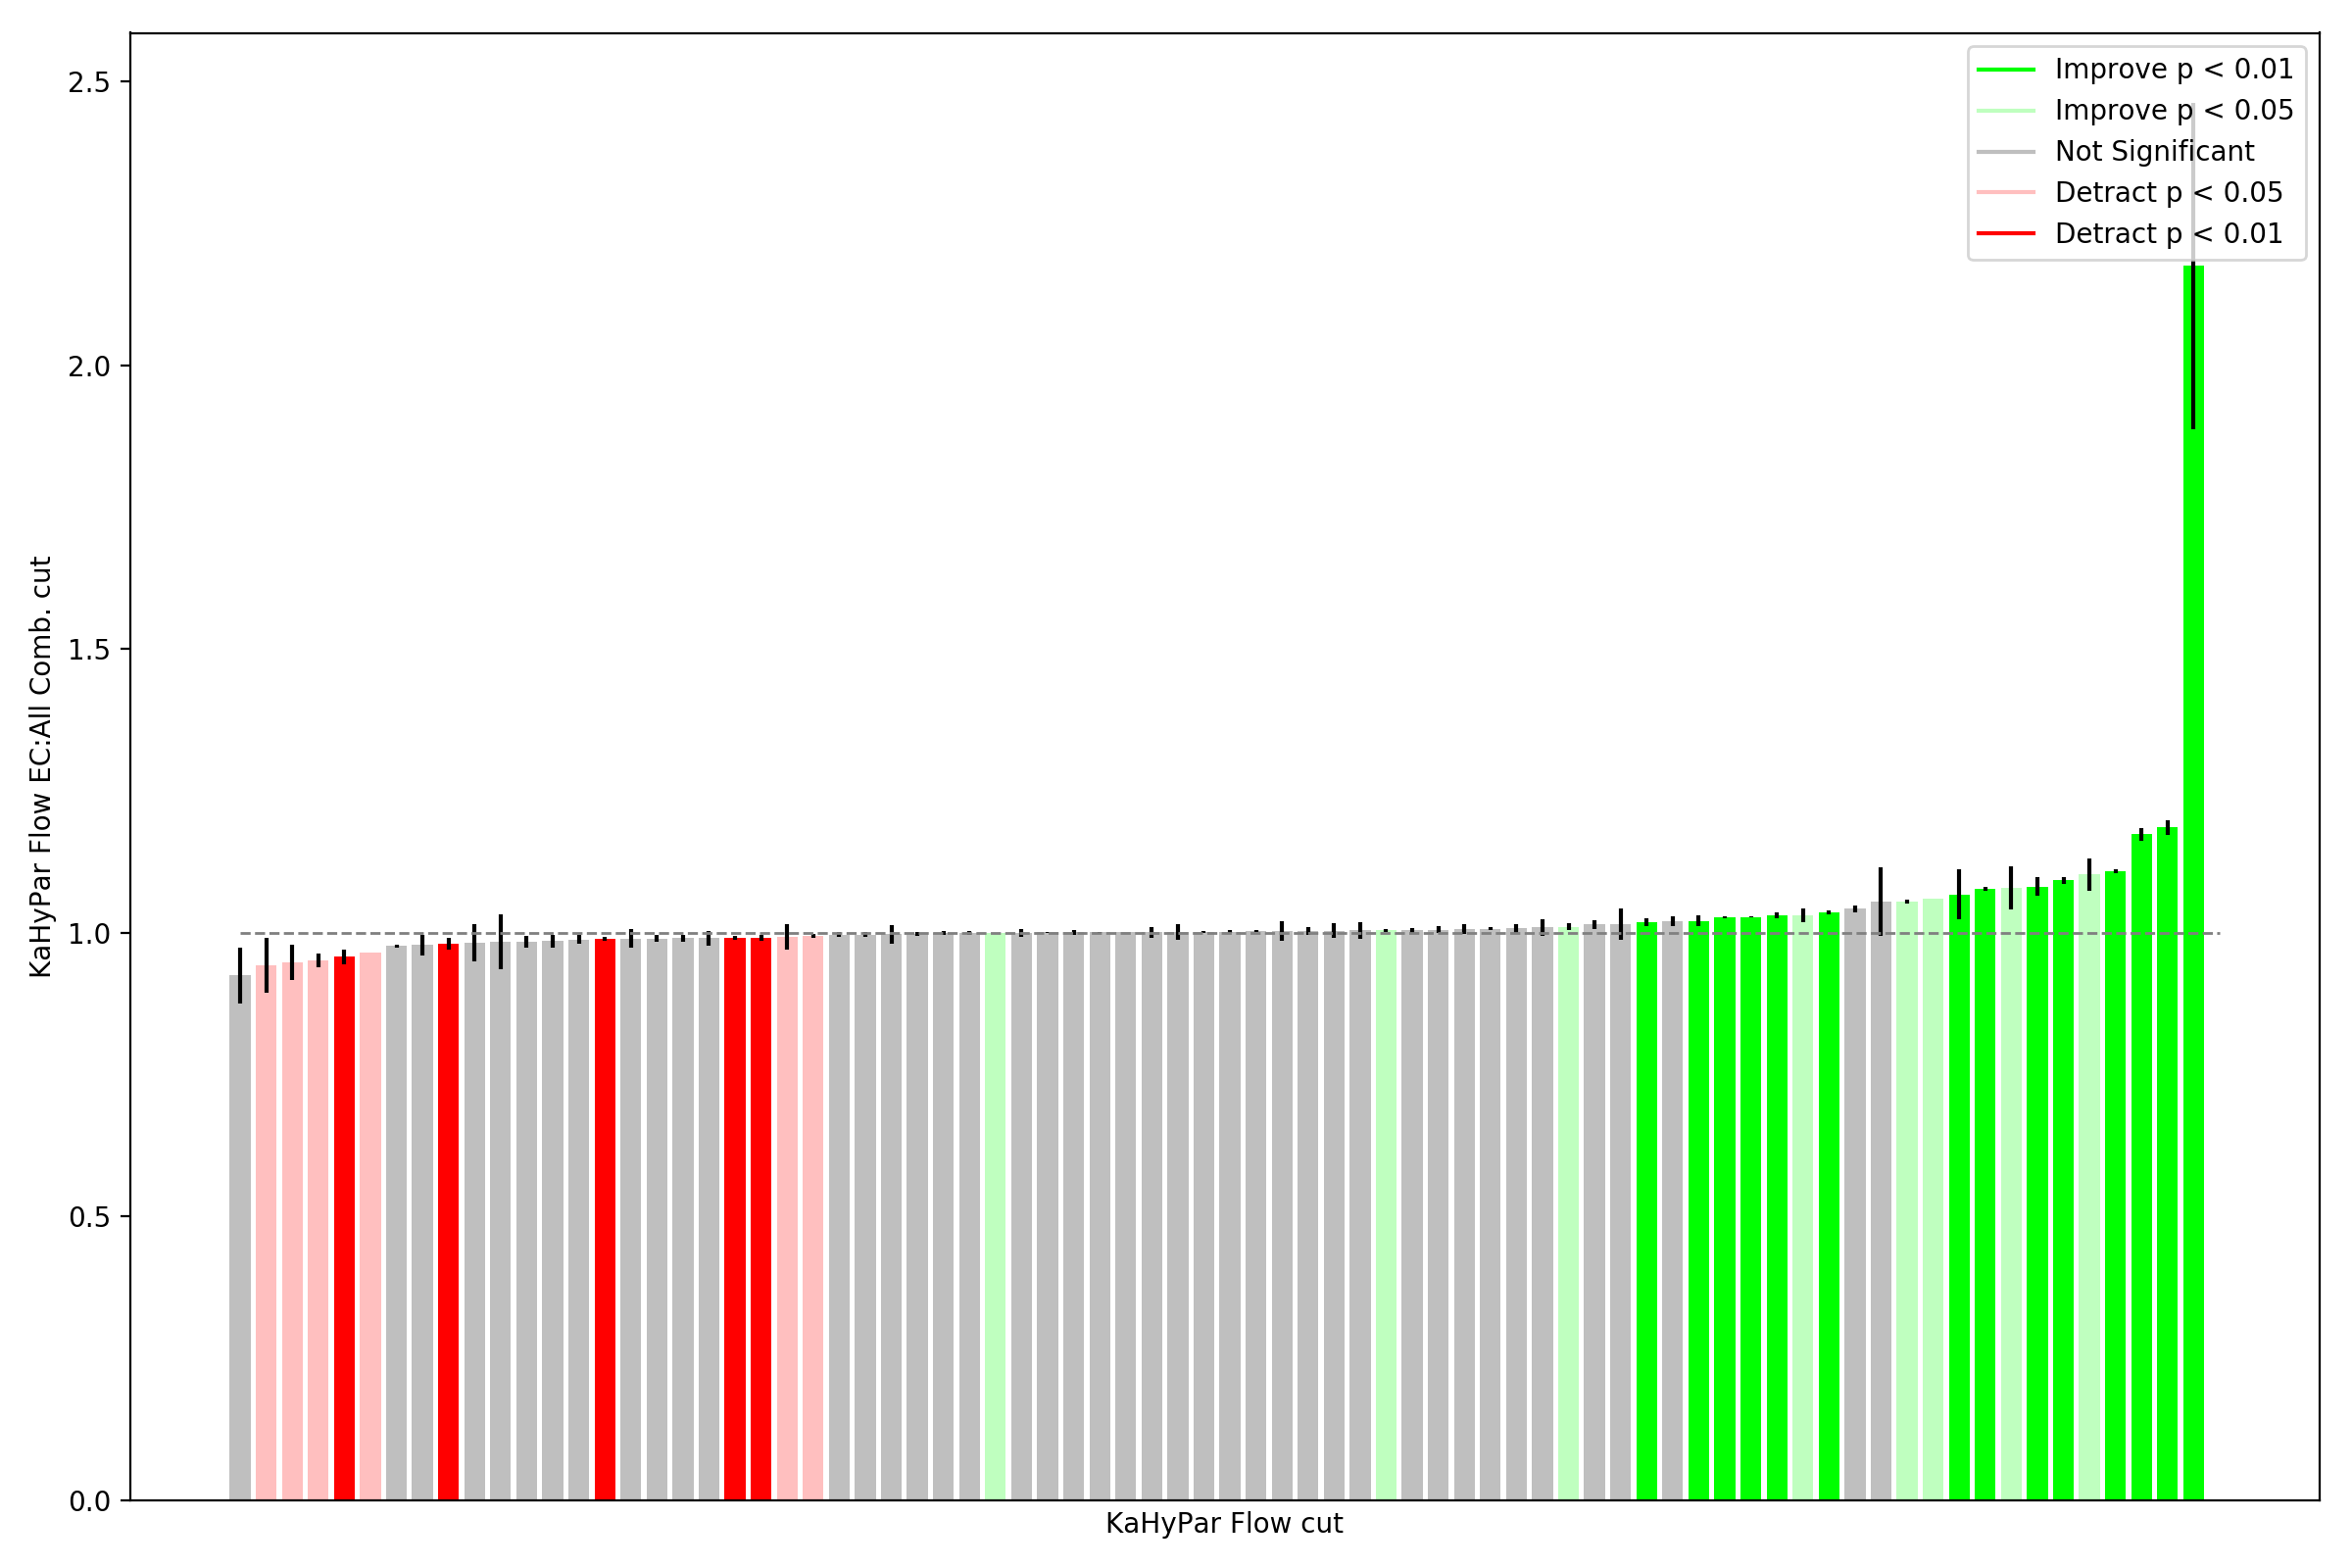 2.5
2.0
1.5
1.0
0.5
0.0
KaHyPar Flow EC:All Comb. cut
KaHyPar Flow cut
Improve p < 0.01
Improve p < 0.05
Not Significant
Detract p < 0.05
Detract p < 0.01